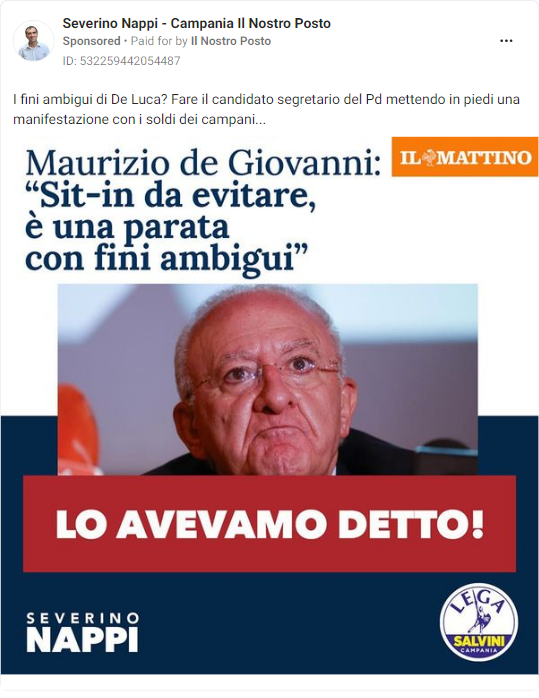 Severino Nappi - Campania Il Nostro Posto
Sponsored • Paid for by Il Nostro Posto
ID: 532259442054487
I fini ambigui di De Luca? Fare il candidato segretario del Pd mettendo in piedi una
manifestazione con i soldi dei campani...
Maurizio de Giovanni:
IL MATTINO
“Sit-in da evitare,
è una parata
con fini ambigui”
LO AVEVAMO DETTO!
SEVERINO
NAPPI
LEGA
SALVINI
CAMPANIA